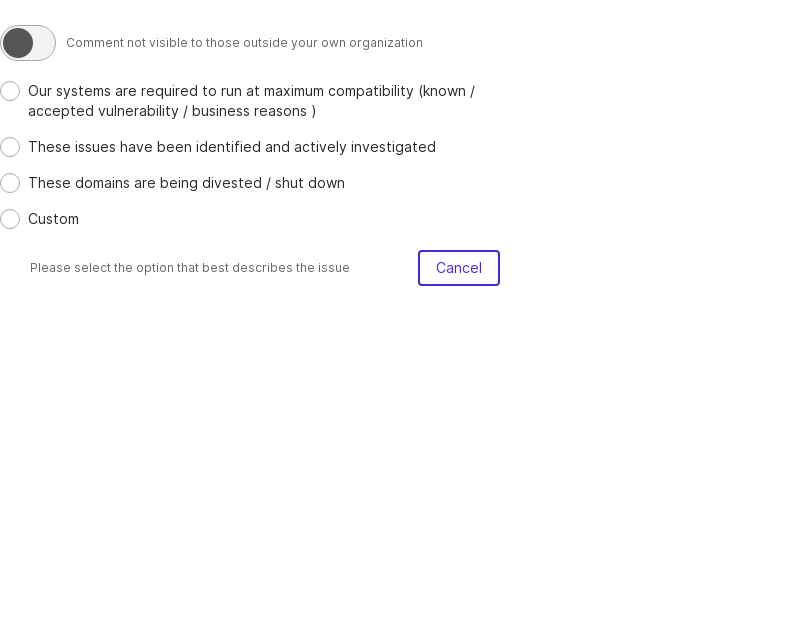 Comment not visible to those outside your own organization
Our systems are required to run at maximum compatibility (known /
accepted vulnerability / business reasons )
These issues have been identified and actively investigated
These domains are being divested / shut down
Custom
Please select the option that best describes the issue
Cancel